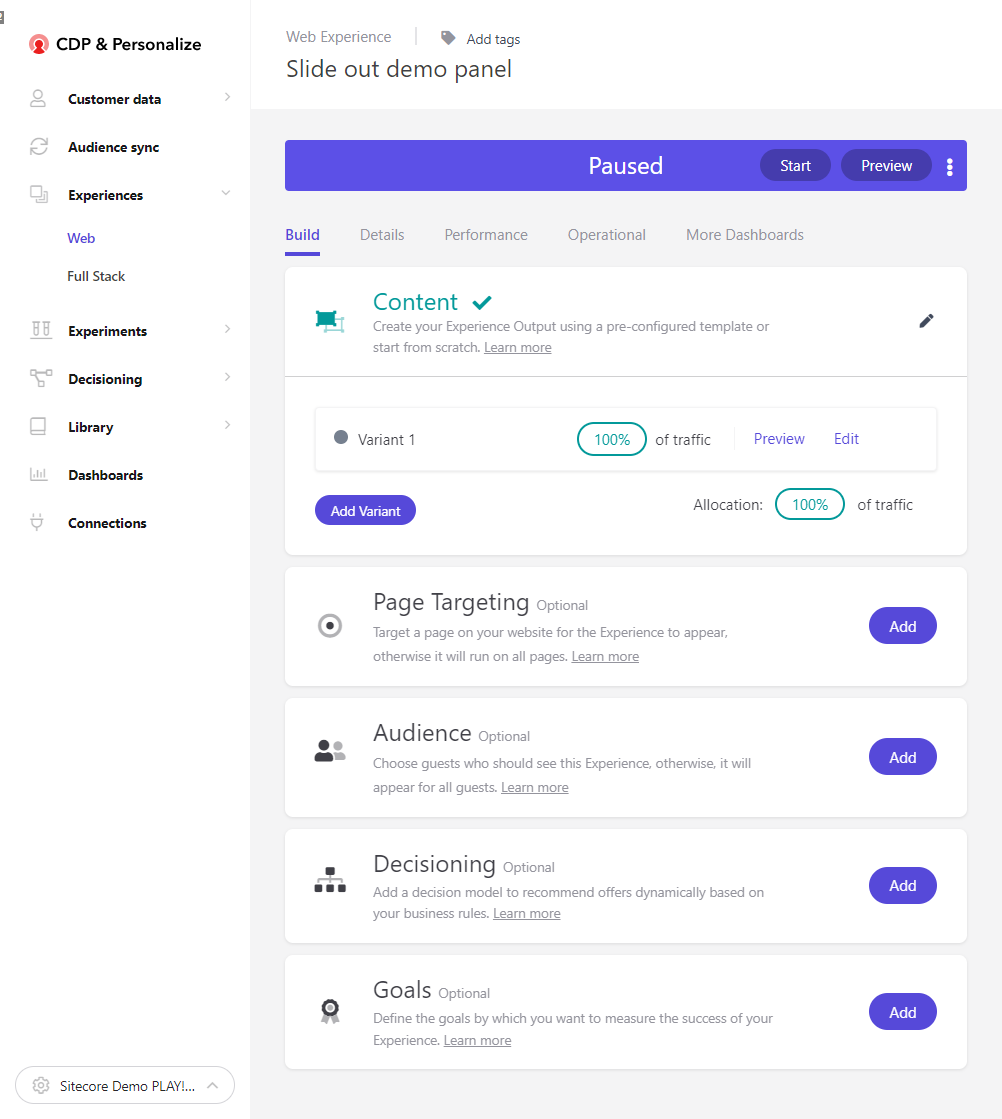 CDP & Personalize
Customer data
Audience sync
Experiences
Web
Full Stack
Experiments
Decisioning
Library
Dashboards
Connections
Sitecore Demo PLAY!...
Web Experience
Add tags
Slide out demo panel
Paused
Start
Preview
Build
Details
Performance
Operational
More Dashboards
Content
Create your Experience Output using a pre-configured template or
start from scratch. Learn more
Variant 1
100%
of traffic
Preview
Edit
Add Variant
Allocation:
100%
of traffic
Page Targeting Optional
Target a page on your website for the Experience to appear,
otherwise it will run on all pages. Learn more
Add
Audience Optional
Choose guests who should see this Experience, otherwise, it will
appear for all guests. Learn more
Add
Decisioning Optional
Add a decision model to recommend offers dynamically based on
your business rules. Learn more
Add
Goals Optional
Define the goals by which you want to measure the success of your
Experience. Learn more
Add